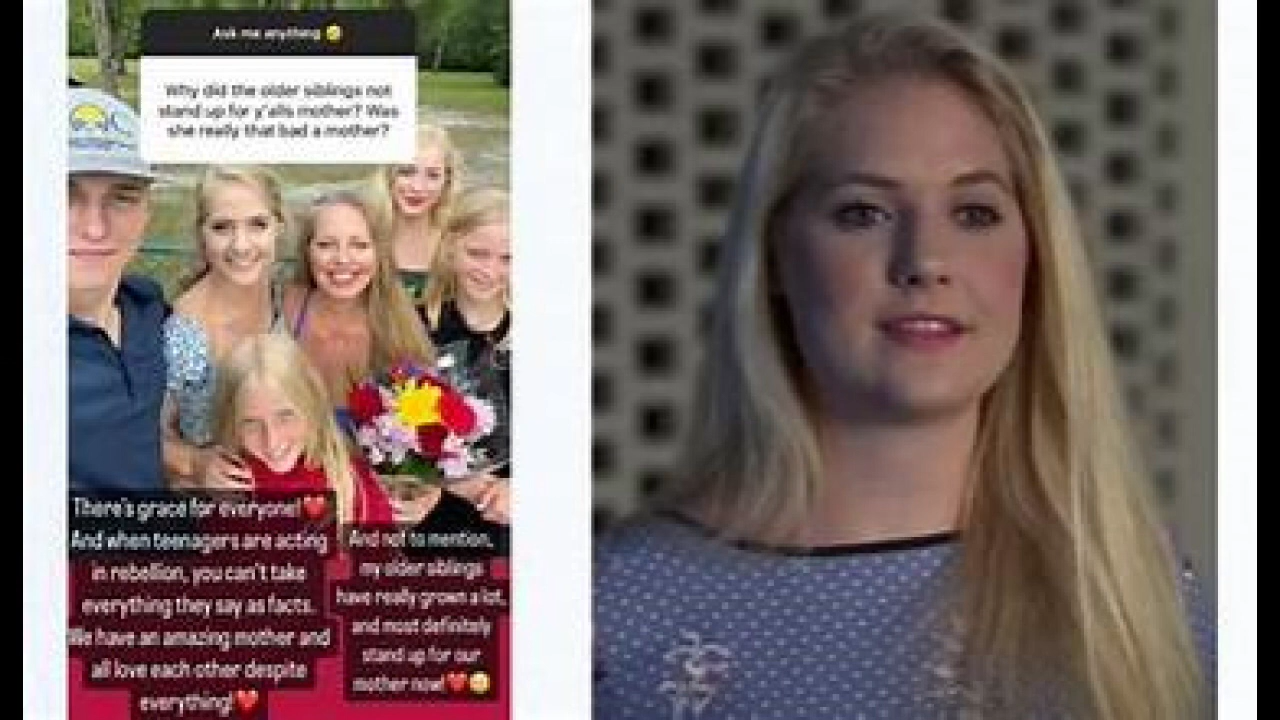 Ask me anything 🤣
Why did the older siblings not
stand up for y'alls mother? Was
she really that bad a mother?
There's grace for everyone!❤️
And when teenagers are acting
in rebellion, you can't take
everything they say as facts.
We have an amazing mother and
all love each other despite
everything!❤️
And not to mention,
my older siblings
have really grown a lot,
and most definitely
stand up for our
mother now!❤️😊